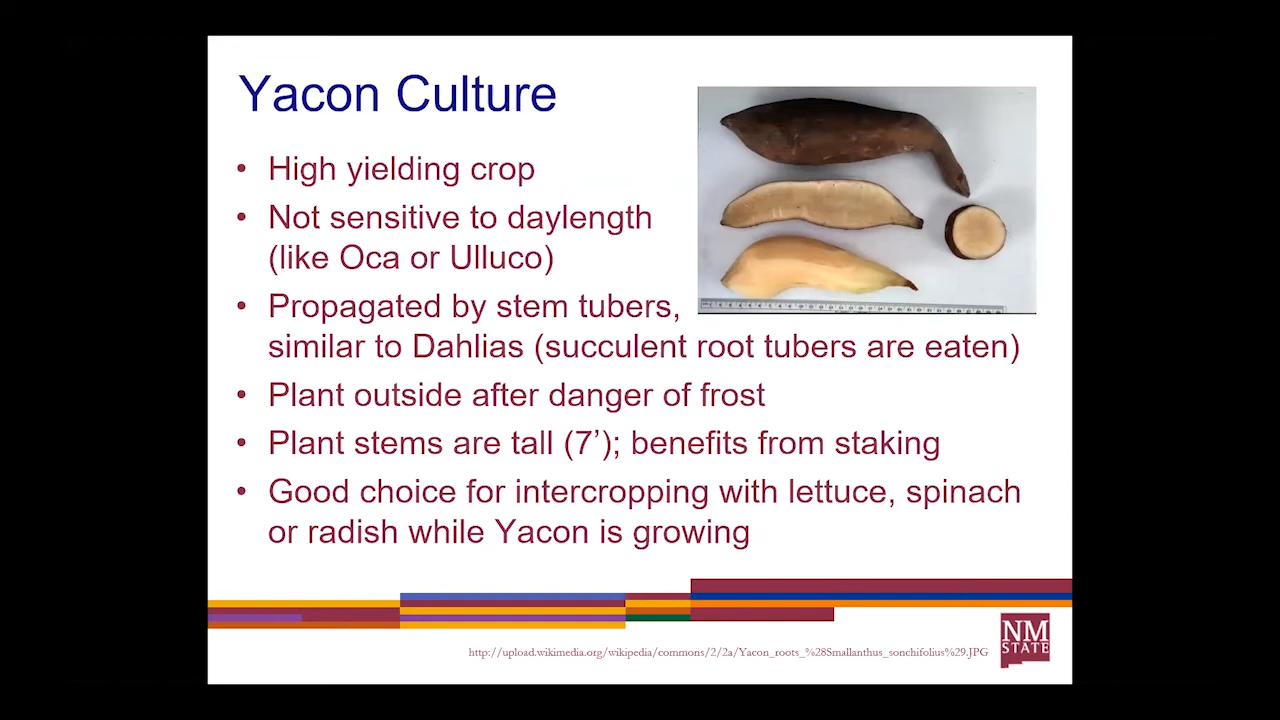 Yacon Culture
• High yielding crop
• Not sensitive to daylength
(like Oca or Ulluco)
• Propagated by stem tubers,
similar to Dahlias (succulent root tubers are eaten)
• Plant outside after danger of frost
• Plant stems are tall (7’); benefits from staking
• Good choice for intercropping with lettuce, spinach
or radish while Yacon is growing
http://upload.wikimedia.org/wikipedia/commons/2/2a/Yacon_roots_%28Smallanthus_sonchifolius%29.JPG
NM
STATE